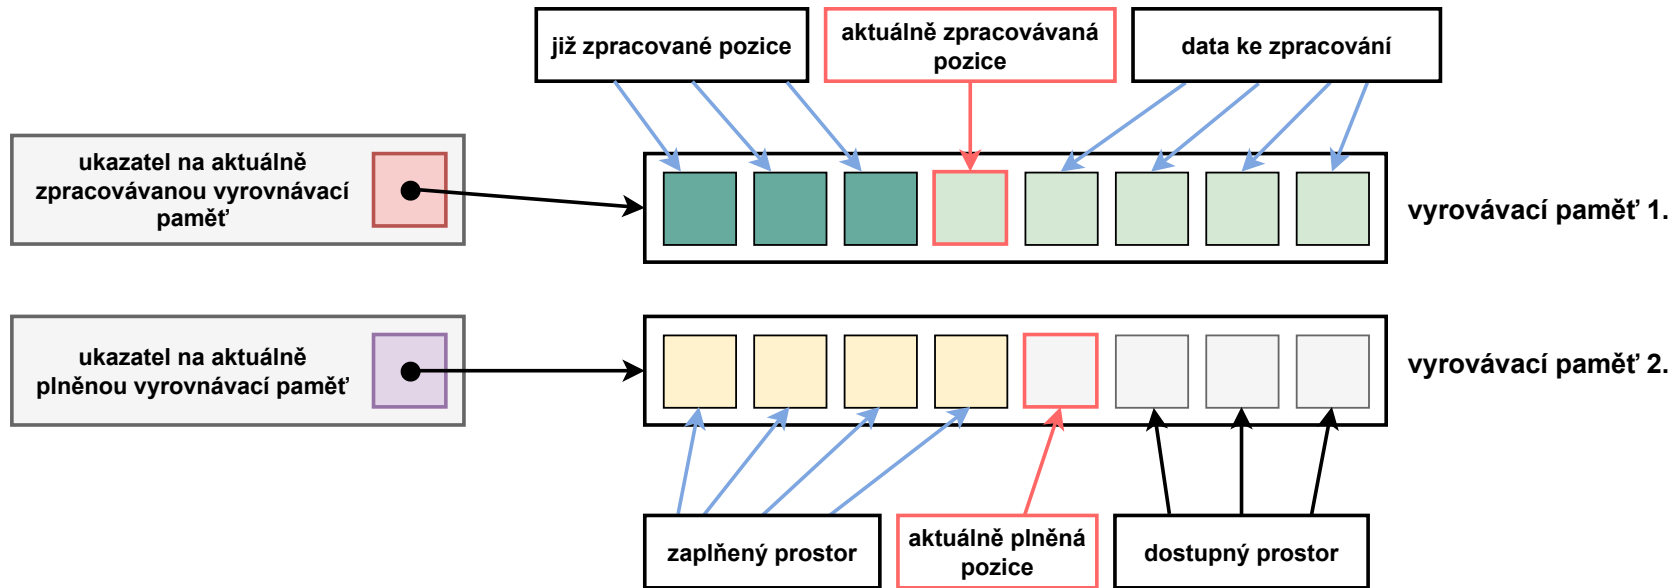 již zpracované pozice
aktuálně zpracovávaná
pozice
data ke zpracování
ukazatel na aktuálně
zpracovávanou vyrovnávací
paměť
vyrovávací paměť 1.
ukazatel na aktuálně
plněnou vyrovnávací paměť
vyrovávací paměť 2.
zaplňený prostor
aktuálně plněná
pozice
dostupný prostor